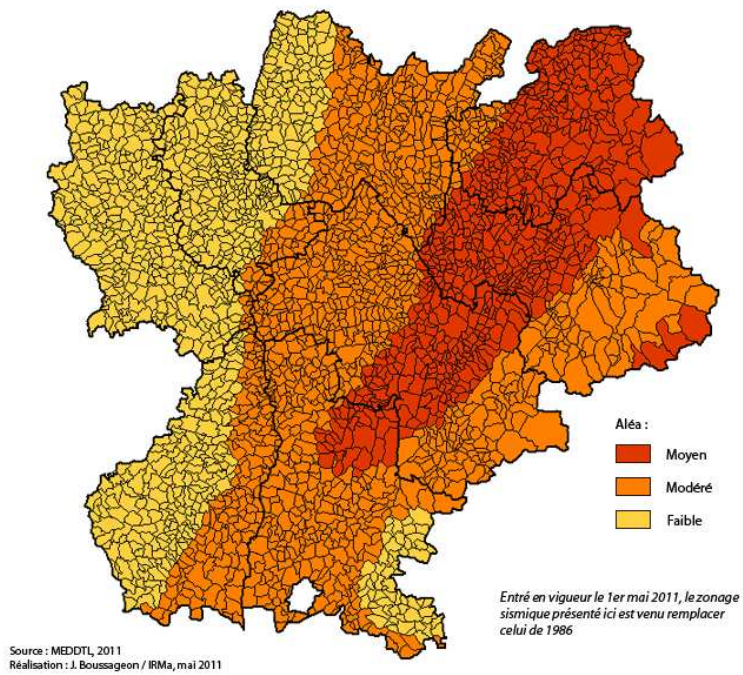 Aléa :
Moyen
Modéré
Faible
Entré en vigueur le 1er mai 2011, le zonage
sismique présenté ici est venu remplacer
celui de 1986
Source : MEDDTL, 2011
Réalisation : J. Boussageon / IRMa, mai 2011